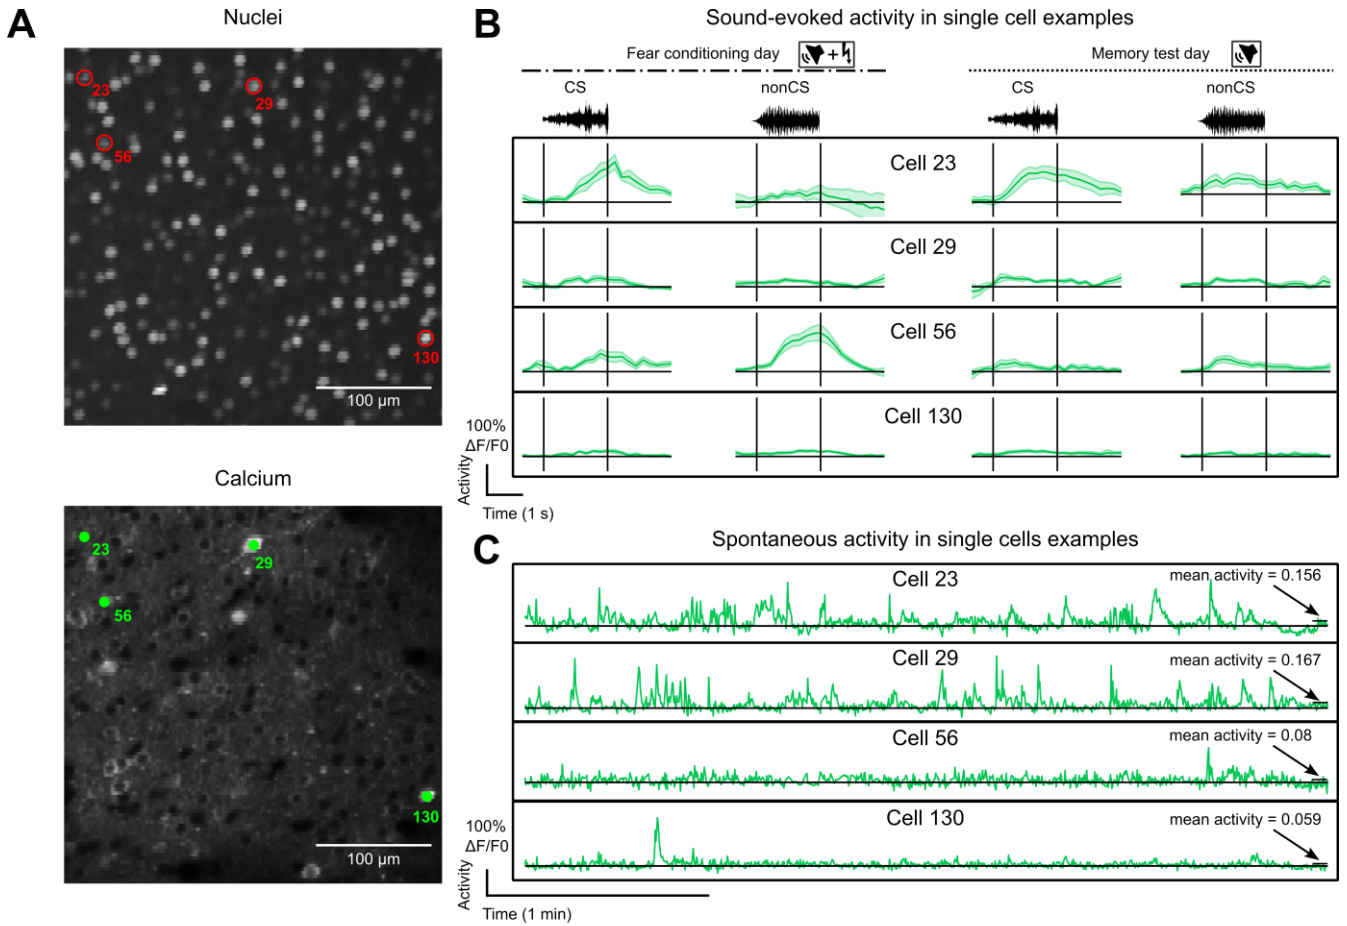 A
Nuclei
23
29
56
130
100 µm
Calcium
23
29
56
130
100 µm
B
Sound-evoked activity in single cell examples
Fear conditioning day
+
Memory test day
CS
nonCS
CS
nonCS
Cell 23
Cell 29
Cell 56
Cell 130
100%
ΔF/F0
Activity
Time (1 s)
C
Spontaneous activity in single cells examples
Cell 23
mean activity = 0.156
Cell 29
mean activity = 0.167
Cell 56
mean activity = 0.08
Cell 130
mean activity = 0.059
100%
ΔF/F0
Activity
Time (1 min)